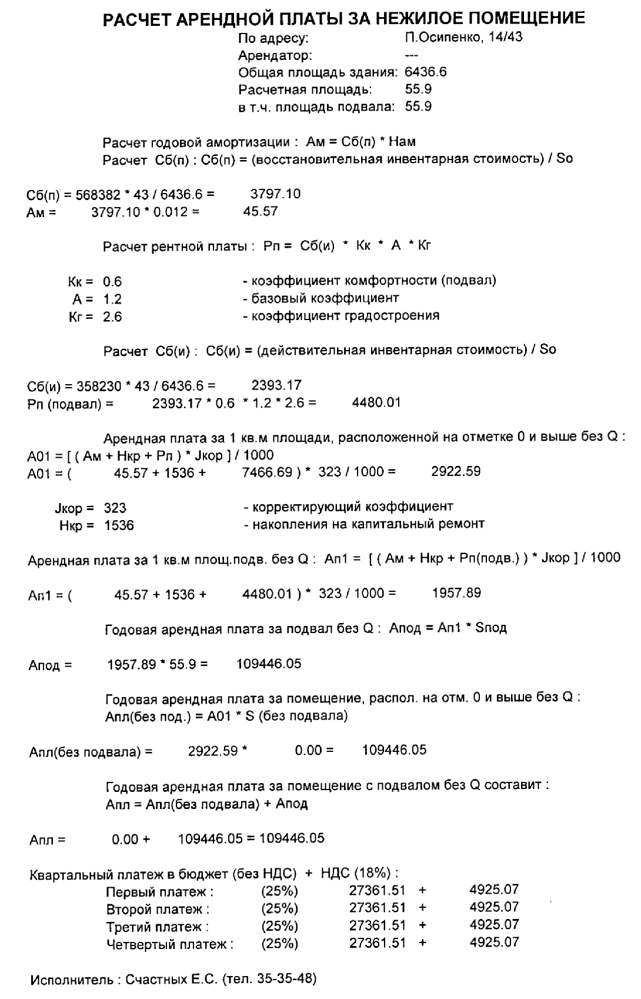 РАСЧЕТ АРЕНДНОЙ ПЛАТЫ ЗА НЕЖИЛОЕ ПОМЕЩЕНИЕ
По адресу: П.Осипенко, 14/43
Арендатор: ---
Общая площадь здания: 6436.6
Расчетная площадь: 55.9
в т.ч. площадь подвала: 55.9
Расчет годовой амортизации : Ам = Сб(п) * Нам
Расчет Сб(п) : Сб(п) = (восстановительная инвентарная стоимость) / So
Сб(п) = 568382 * 43 / 6436.6 = 3797.10
Ам = 3797.10 * 0.012 = 45.57
Расчет рентной платы : Рп = Сб(и) * Кк * А * Кг
Кк = 0.6 - коэффициент комфортности (подвал)
А = 1.2 - базовый коэффициент
Кг = 2.6 - коэффициент градостроения
Расчет Сб(и) : Сб(и) = (действительная инвентарная стоимость) / So
Сб(и) = 358230 * 43 / 6436.6 = 2393.17
Рп (подвал) = 2393.17 * 0.6 * 1.2 * 2.6 = 4480.01
Арендная плата за 1 кв.м площади, расположенной на отметке 0 и выше без Q :
А01 = [ ( Ам + Нкр + Рп ) * Jкор ] / 1000
А01 = ( 45.57 + 1536 + 7466.69 ) * 323 / 1000 = 2922.59
Jкор = 323 - корректирующий коэффициент
Нкр = 1536 - накопления на капитальный ремонт
Арендная плата за 1 кв.м площ.подв. без Q : Ап1 = [ ( Ам + Нкр + Рп(подв.) ) * Jкор ] / 1000
Ап1 = ( 45.57 + 1536 + 4480.01 ) * 323 / 1000 = 1957.89
Годовая арендная плата за подвал без Q : Апод = Ап1 * Sпод
Апод = 1957.89 * 55.9 = 109446.05
Годовая арендная плата за помещение, распол. на отм. 0 и выше без Q :
Апл(без под.) = А01 * S (без подвала)
Апл(без подвала) = 2922.59 * 0.00 = 109446.05
Годовая арендная плата за помещение с подвалом без Q составит :
Апл = Апл(без подвала) + Апод
Апл = 0.00 + 109446.05 = 109446.05
Квартальный платеж в бюджет (без НДС) + НДС (18%) :
Первый платеж : (25%) 27361.51 + 4925.07
Второй платеж : (25%) 27361.51 + 4925.07
Третий платеж : (25%) 27361.51 + 4925.07
Четвертый платеж : (25%) 27361.51 + 4925.07
Исполнитель : Счастных Е.С. (тел. 35-35-48)